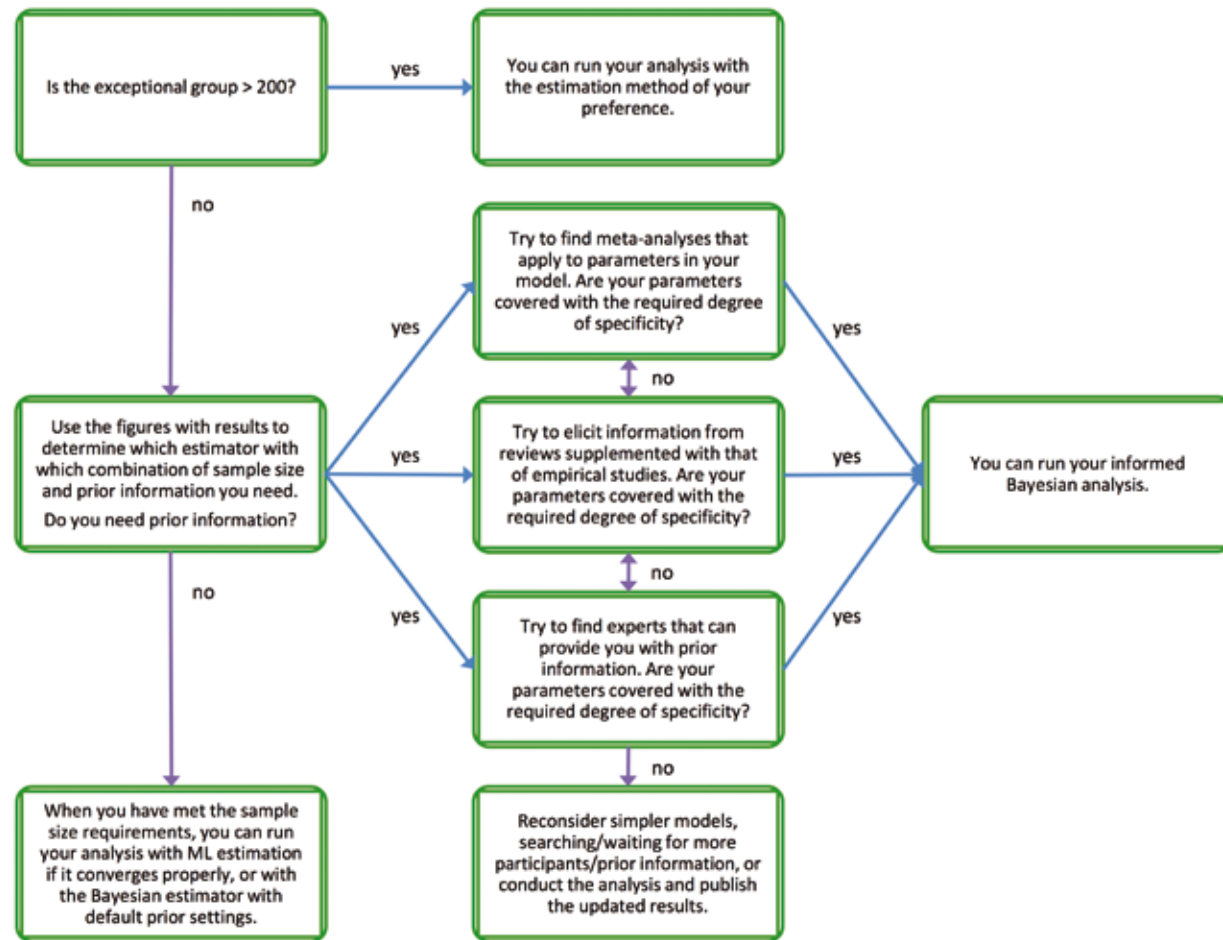 Is the exceptional group > 200?
yes
You can run your analysis with
the estimation method of your
preference.
no
Try to find meta-analyses that
apply to parameters in your
model. Are your parameters
covered with the required degree
of specificity?
yes
yes
no
Use the figures with results to
determine which estimator with
which combination of sample size
and prior information you need.
Do you need prior information?
yes
Try to elicit information from
reviews supplemented with that
of empirical studies. Are your
parameters covered with the
required degree of specificity?
yes
You can run your informed
Bayesian analysis.
no
no
yes
Try to find experts that can
provide you with prior
information. Are your
parameters covered with the
required degree of specificity?
yes
no
When you have met the sample
size requirements, you can run
your analysis with ML estimation
if it converges properly, or with
the Bayesian estimator with
default prior settings.
Reconsider simpler models,
searching/waiting for more
participants/prior information, or
conduct the analysis and publish
the updated results.